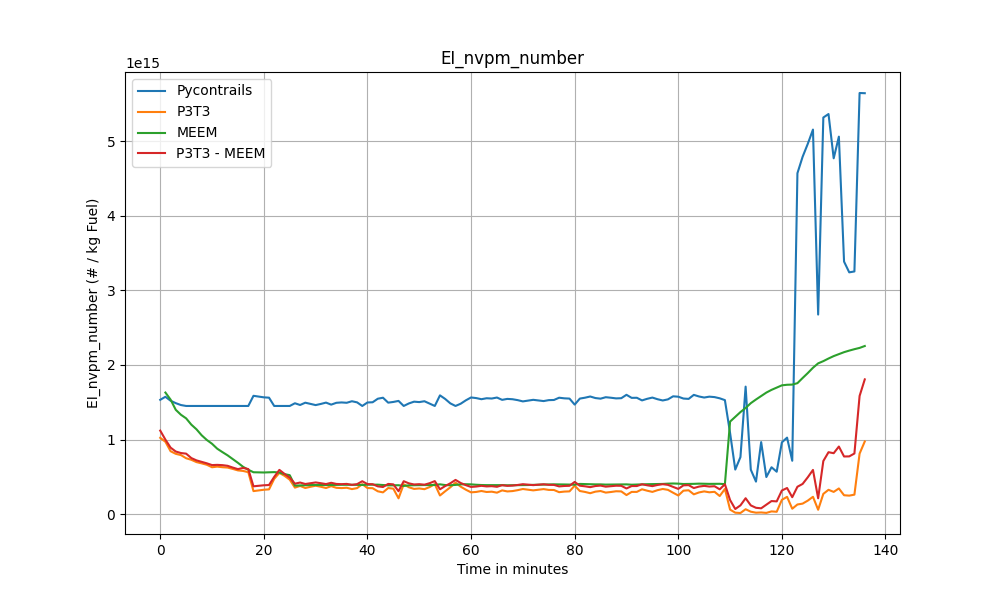 EI_nvpm_number
1e15
Pycontrails
P3T3
MEEM
P3T3 - MEEM
EI_nvpm_number (# / kg Fuel)
5
4
3
2
1
0
0 20 40 60 80 100 120 140
Time in minutes